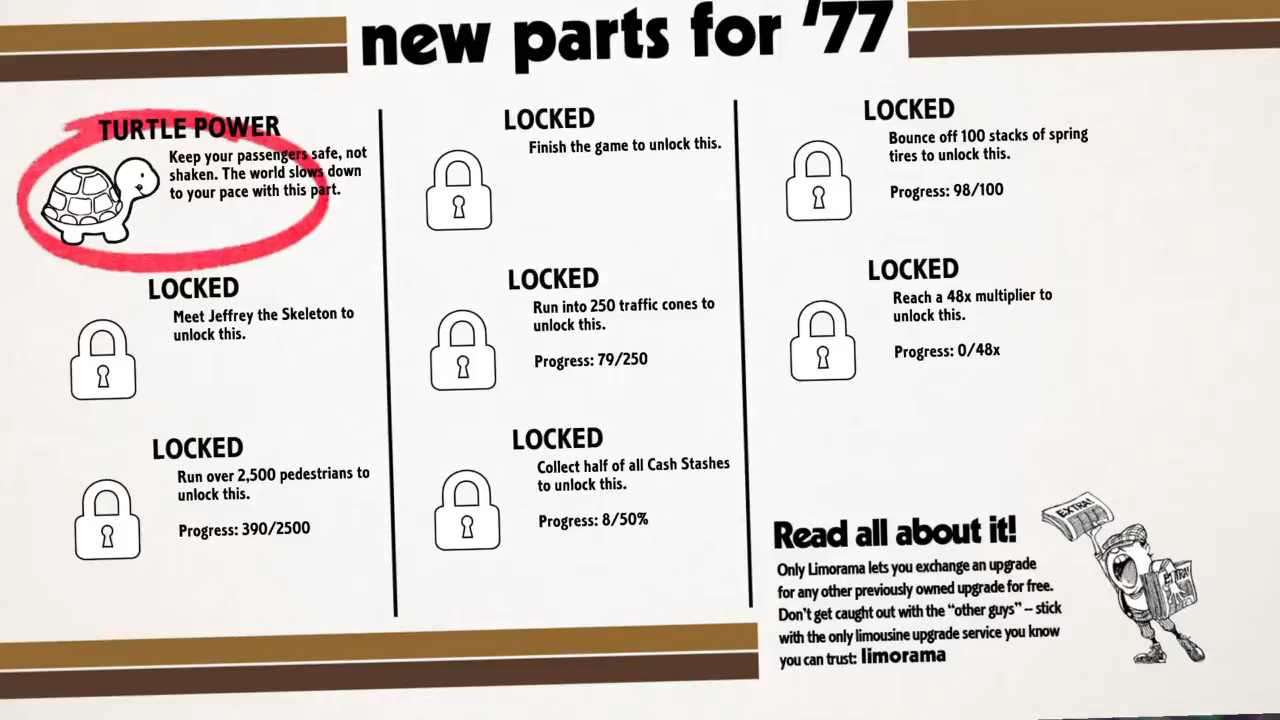 new parts for '77
TURTLE POWER
Keep your passengers safe, not
shaken. The world slows down
to your pace with this part.
LOCKED
Meet Jeffrey the Skeleton to
unlock this.
LOCKED
Run over 2,500 pedestrians to
unlock this.
Progress: 390/2500
LOCKED
Finish the game to unlock this.
LOCKED
Run into 250 traffic cones to
unlock this.
Progress: 79/250
LOCKED
Collect half of all Cash Stashes
to unlock this.
Progress: 8/50%
LOCKED
Bounce off 100 stacks of spring
tires to unlock this.
Progress: 98/100
LOCKED
Reach a 48x multiplier to
unlock this.
Progress: 0/48x
Read all about it!
Only Limorama lets you exchange an upgrade
for any other previously owned upgrade for free.
Don't get caught out with the "other guys" – stick
with the only limousine upgrade service you know
you can trust: limorama
EXTRA!
EXTRA!